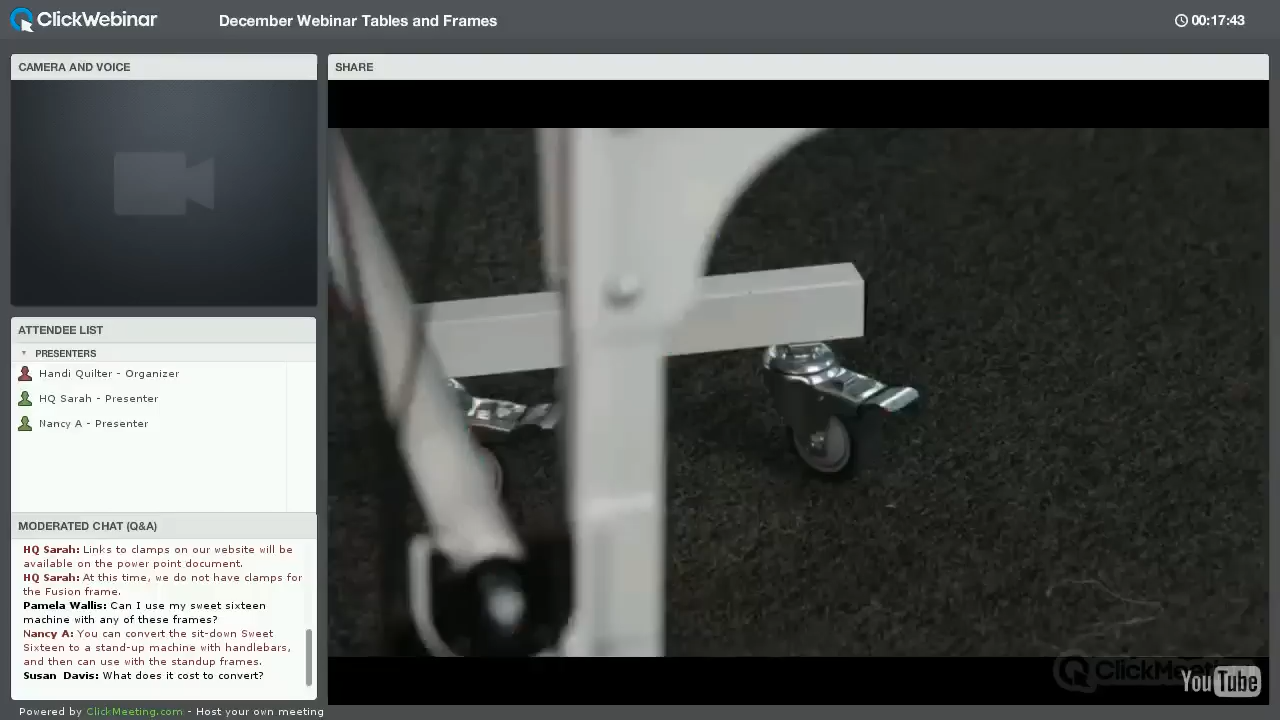 ClickWebinar
December Webinar Tables and Frames
00:17:43
CAMERA AND VOICE
SHARE
ATTENDEE LIST
PRESENTERS
Handi Quilter - Organizer
HQ Sarah - Presenter
Nancy A - Presenter
MODERATED CHAT (Q&A)
HQ Sarah: Links to clamps on our website will be
available on the power point document.
HQ Sarah: At this time, we do not have clamps for
the Fusion frame.
Pamela Wallis: Can I use my sweet sixteen
machine with any of these frames?
Nancy A: You can convert the sit-down Sweet
Sixteen to a stand-up machine with handlebars,
and then can use with the standup frames.
Susan Davis: What does it cost to convert?
ClickMeeting
YouTube
Powered by ClickMeeting.com - Host your own meeting